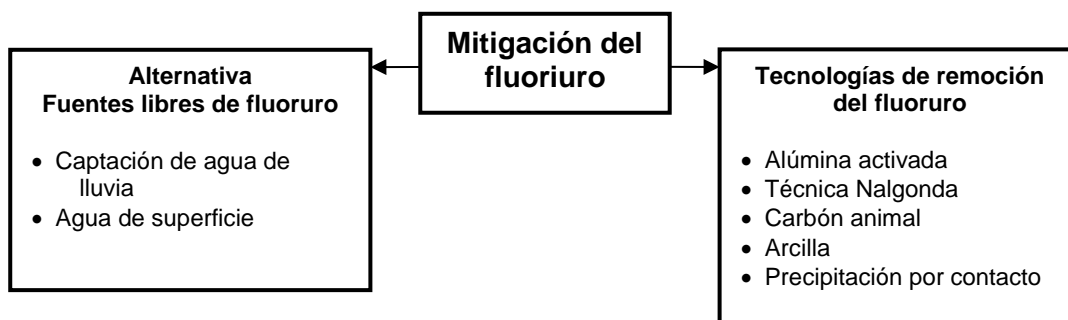 Mitigación del
fluoriuro
Alternativa
Fuentes libres de fluoruro
• Captación de agua de
lluvia
• Agua de superficie
Tecnologías de remoción
del fluoruro
• Alúmina activada
• Técnica Nalgonda
• Carbón animal
• Arcilla
• Precipitación por contacto